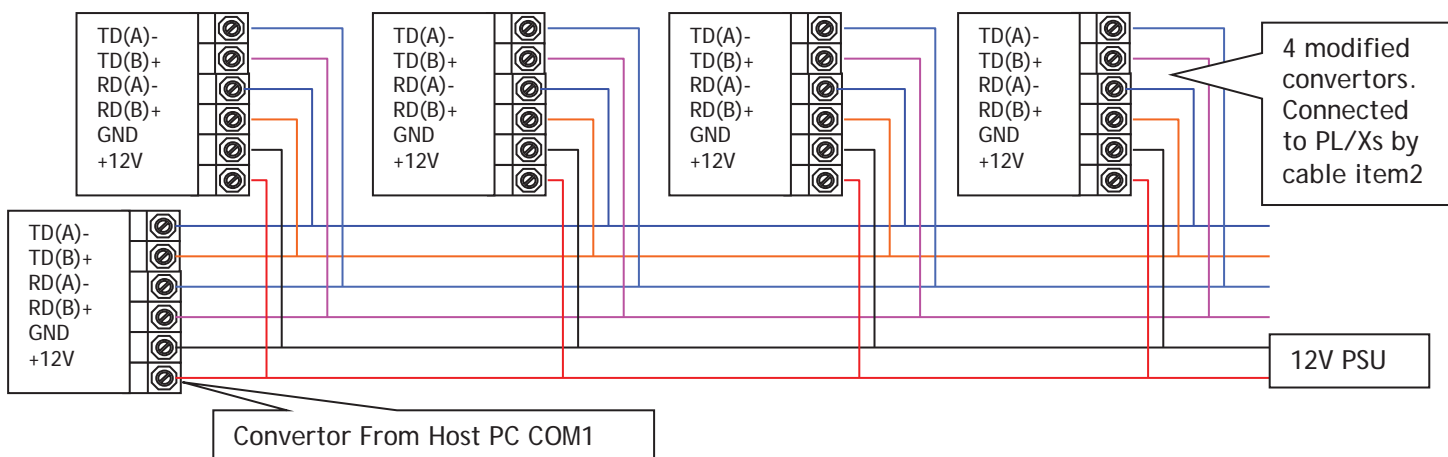 TD(A)-
TD(B)+
RD(A)-
RD(B)+
GND
+12V
TD(A)-
TD(B)+
RD(A)-
RD(B)+
GND
+12V
TD(A)-
TD(B)+
RD(A)-
RD(B)+
GND
+12V
TD(A)-
TD(B)+
RD(A)-
RD(B)+
GND
+12V
4 modified
convertors.
Connected
to PL/Xs by
cable item2
TD(A)-
TD(B)+
RD(A)-
RD(B)+
GND
+12V
12V PSU
Convertor From Host PC COM1